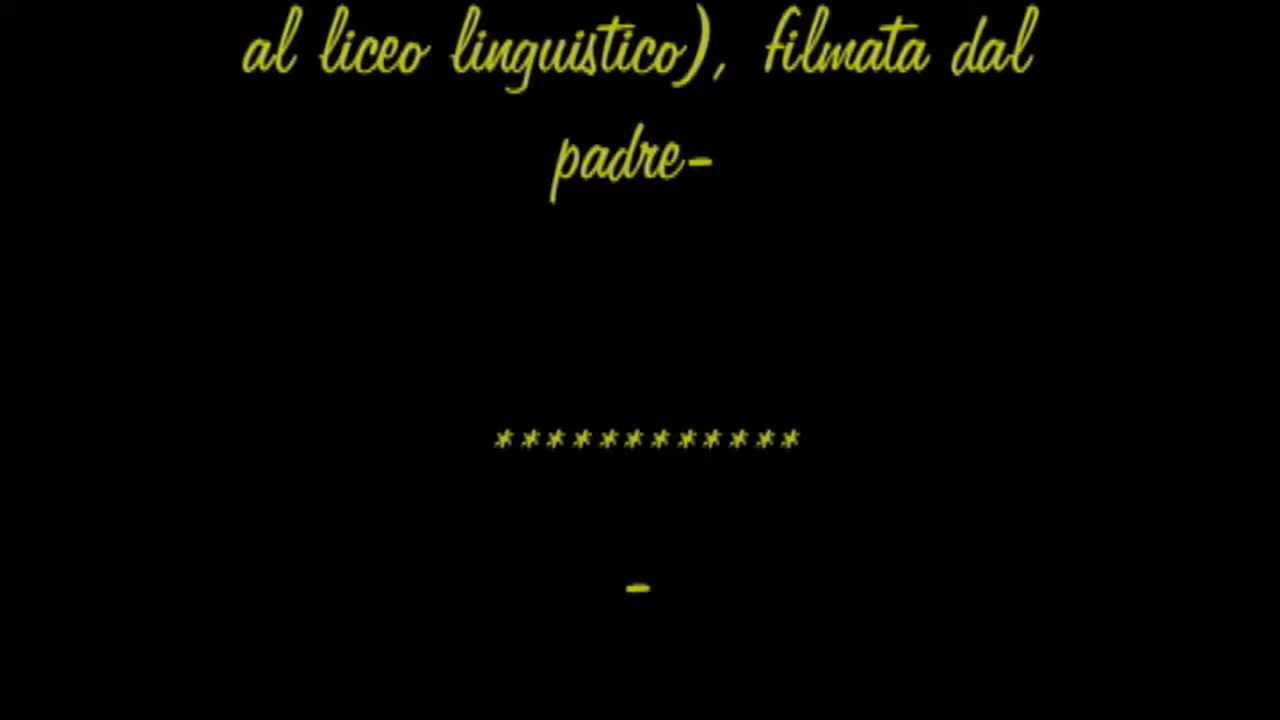 al liceo linguistico), filmata dal
padre-
************
-